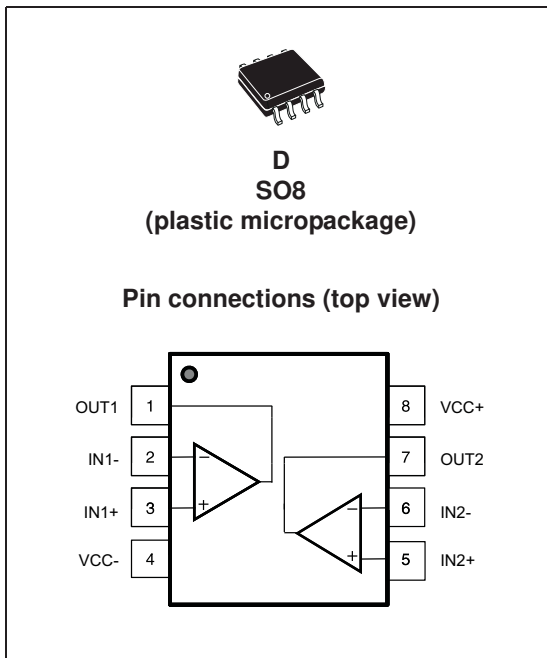 D
SO8
(plastic micropackage)
Pin connections (top view)
OUT1 1 8 VCC+
IN1- 2 − 7 OUT2
IN1+ 3 + − 6 IN2-
VCC- 4 + 5 IN2+